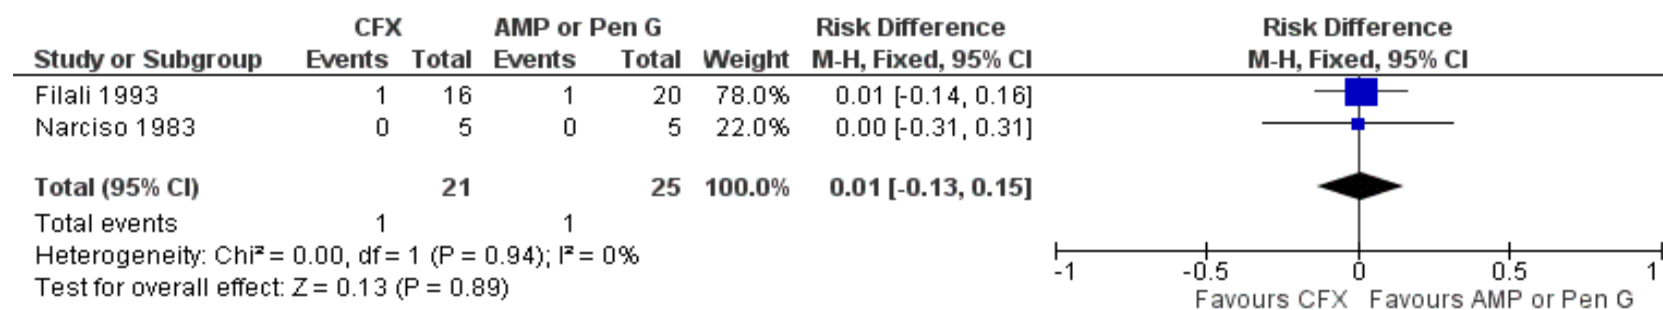 CFX AMP or Pen G Risk Difference Risk Difference
Study or Subgroup Events Total Events Total Weight M-H, Fixed, 95% CI M-H, Fixed, 95% CI
Filali 1993 1 16 1 20 78.0% 0.01 [-0.14, 0.16]
Narciso 1983 0 5 0 5 22.0% 0.00 [-0.31, 0.31]
Total (95% CI) 21 25 100.0% 0.01 [-0.13, 0.15]
Total events 1 1
Heterogeneity: Chi² = 0.00, df = 1 (P = 0.94); I² = 0%
Test for overall effect: Z = 0.13 (P = 0.89)
-1 -0.5 0 0.5 1
Favours CFX Favours AMP or Pen G